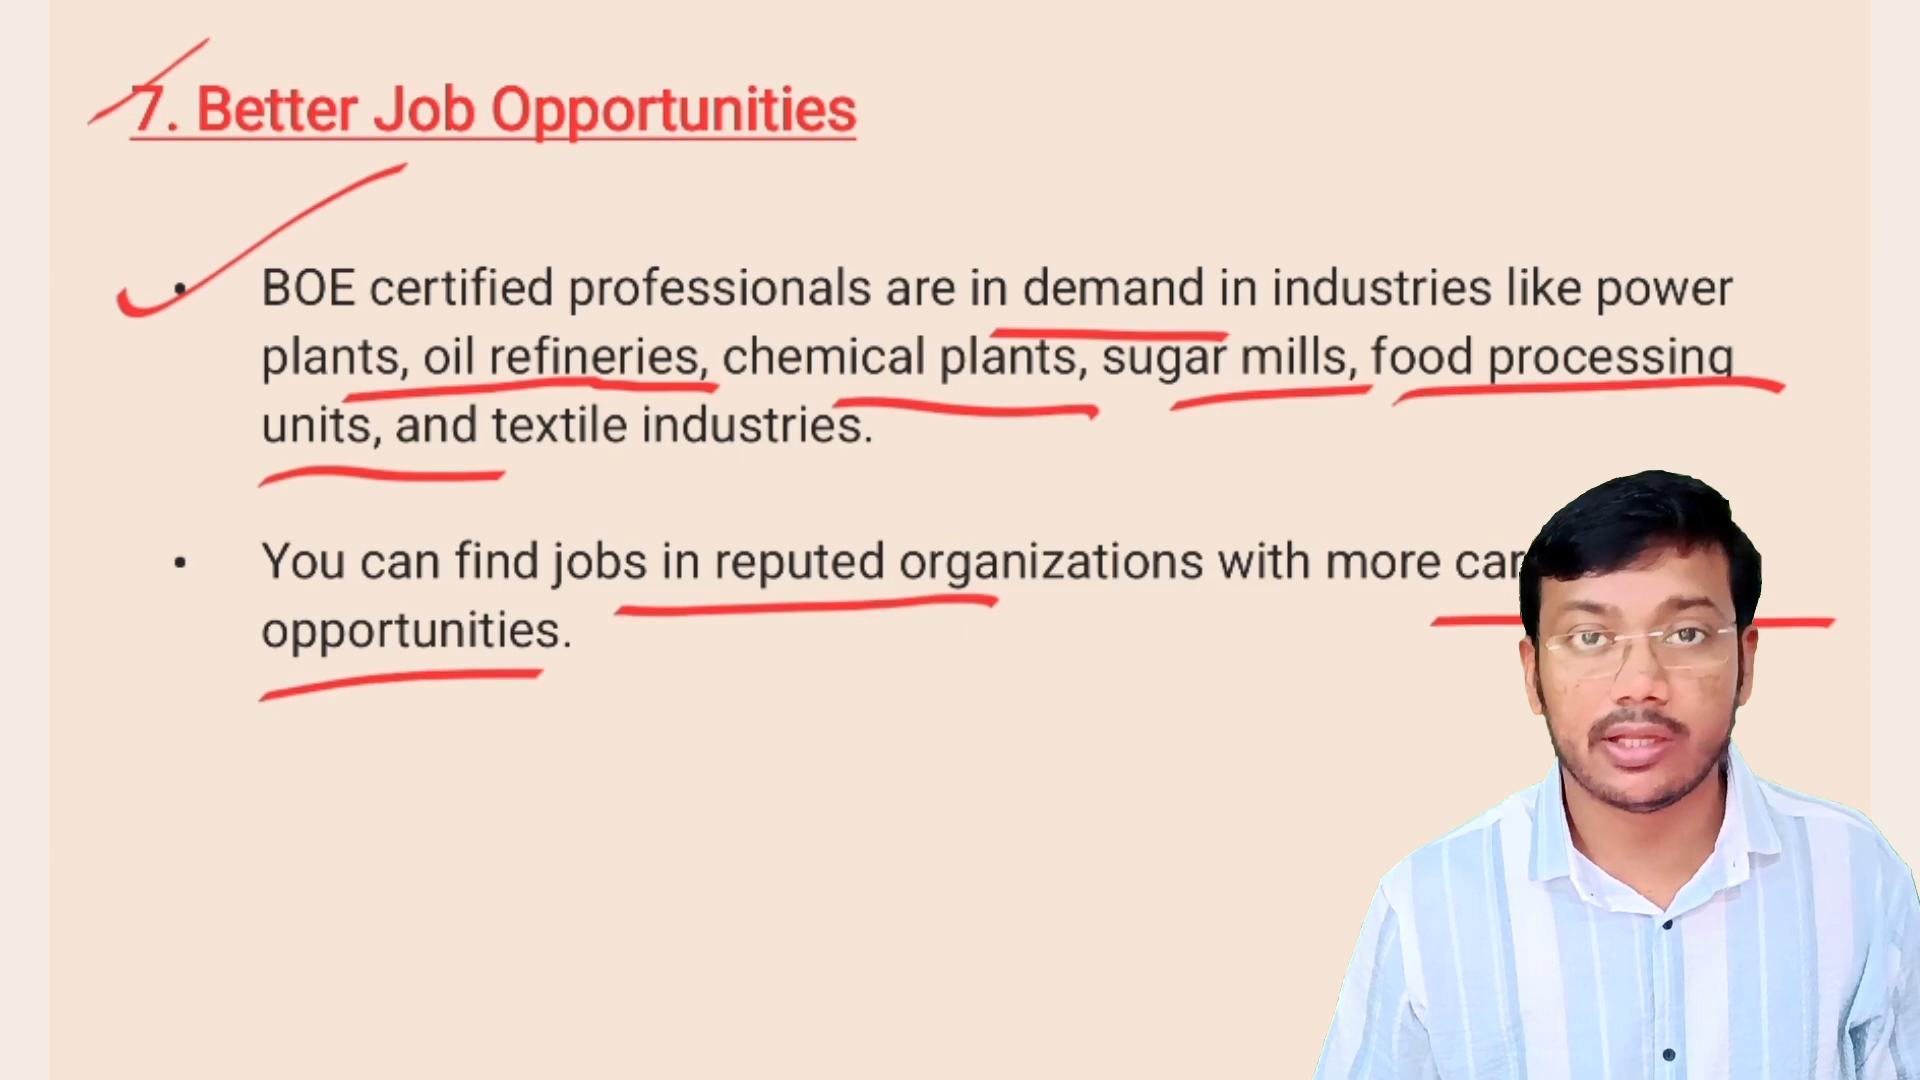 7. Better Job Opportunities
• BOE certified professionals are in demand in industries like power
plants, oil refineries, chemical plants, sugar mills, food processing
units, and textile industries.
• You can find jobs in reputed organizations with more
opportunities.